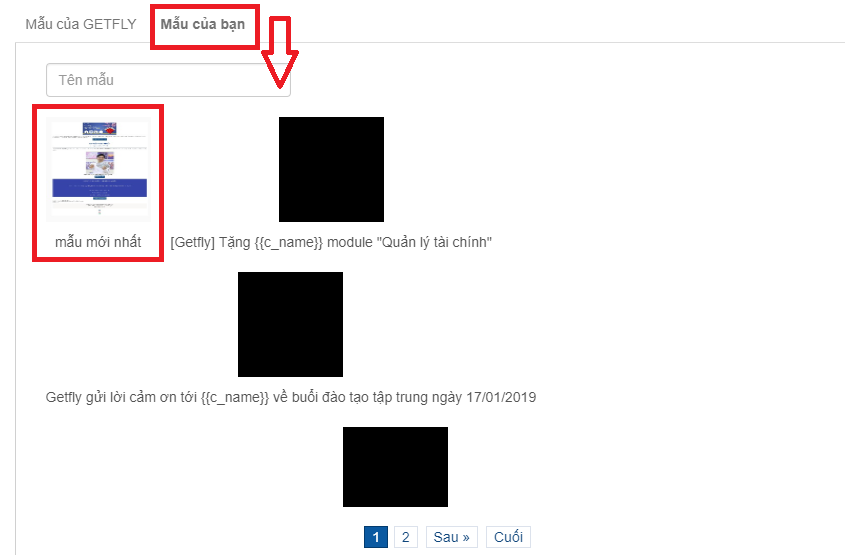 Mẫu của GETFLY Mẫu của bạn
Tên mẫu
mẫu mới nhất [Getfly] Tặng {{c_name}} module "Quản lý tài chính"
Getfly gửi lời cảm ơn tới {{c_name}} về buổi đào tạo tập trung ngày 17/01/2019
1 2 Sau » Cuối